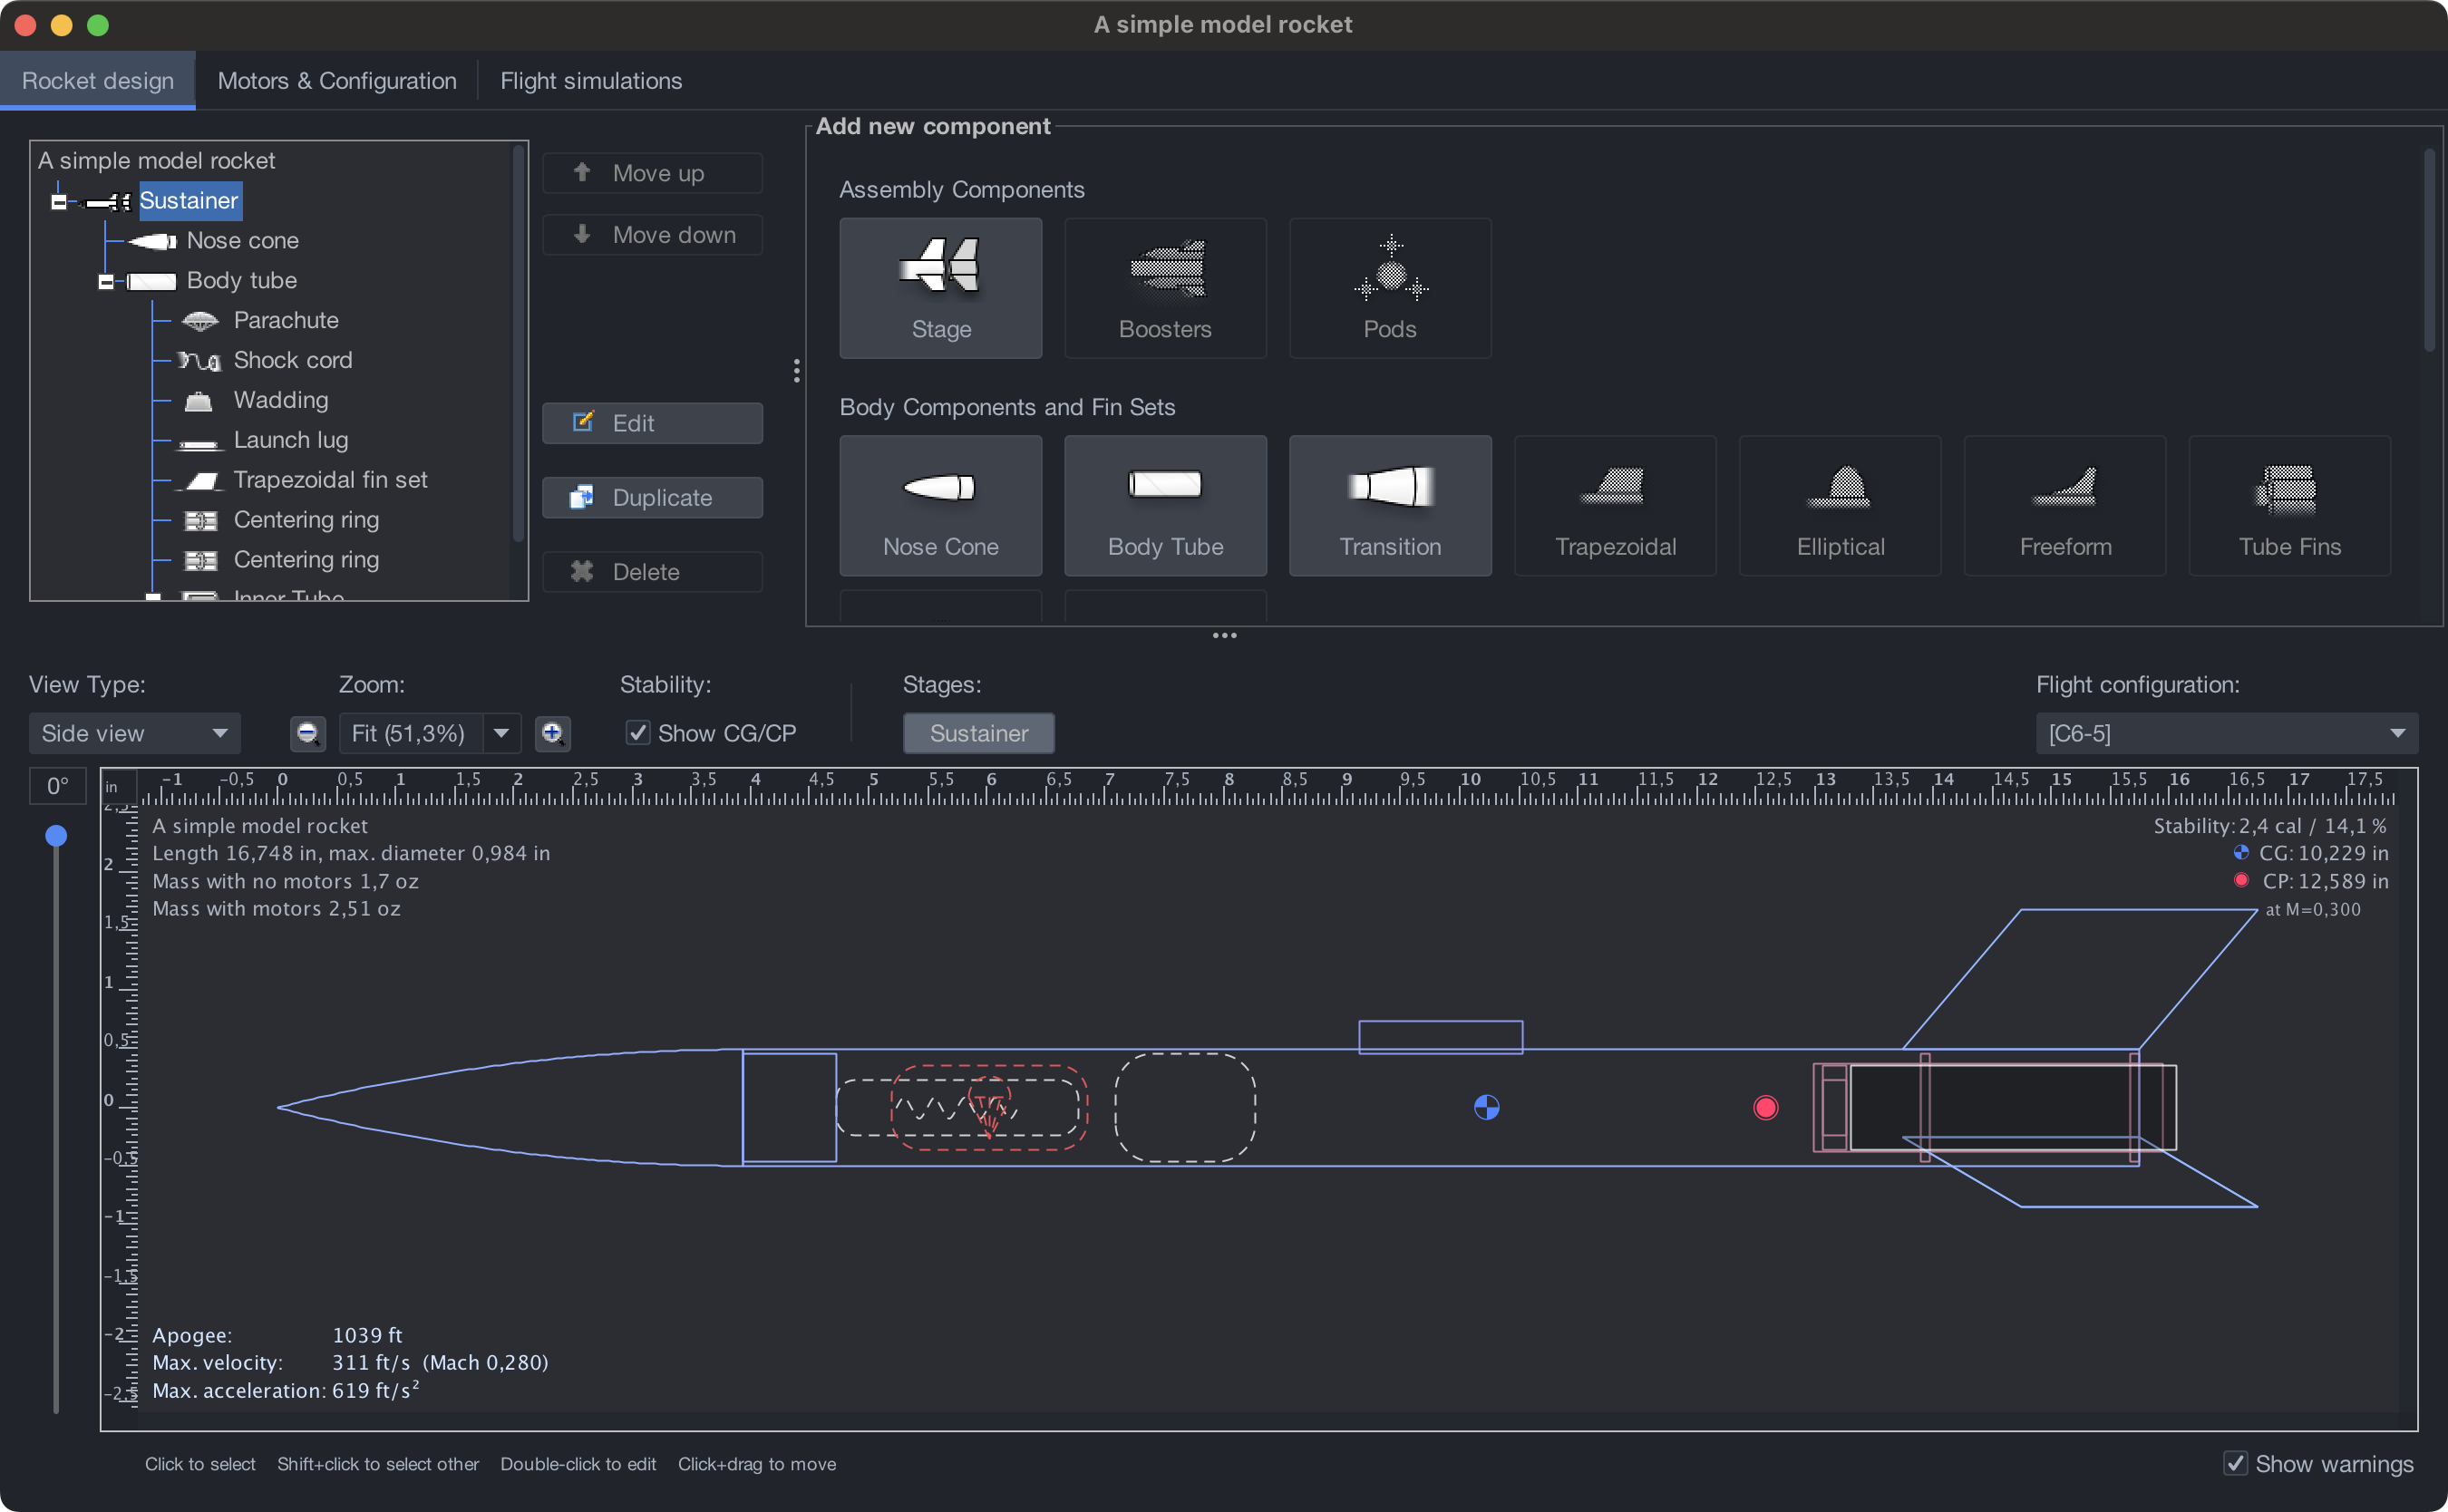 A simple model rocket
Rocket design
Motors & Configuration
Flight simulations
A simple model rocket
Sustainer
Nose cone
Body tube
Parachute
Shock cord
Wadding
Launch lug
Trapezoidal fin set
Centering ring
Centering ring
Inner Tube
Move up
Move down
Edit
Duplicate
Delete
Add new component
Assembly Components
Stage
Boosters
Pods
Body Components and Fin Sets
Nose Cone
Body Tube
Transition
Trapezoidal
Elliptical
Freeform
Tube Fins
View Type:
Side view
Zoom:
Fit (51,3%)
Stability:
Show CG/CP
Stages:
Sustainer
Flight configuration:
[C6-5]
0°
in
-1 -0,5 0 0,5 1 1,5 2 2,5 3 3,5 4 4,5 5 5,5 6 6,5 7 7,5 8 8,5 9 9,5 10 10,5 11 11,5 12 12,5 13 13,5 14 14,5 15 15,5 16 16,5 17 17,5
2,5
2
1,5
1
0,5
0
-0,5
-1
-1,5
-2
-2,5
A simple model rocket
Length 16,748 in, max. diameter 0,984 in
Mass with no motors 1,7 oz
Mass with motors 2,51 oz
Stability: 2,4 cal / 14,1 %
CG: 10,229 in
CP: 12,589 in
at M=0,300
Apogee: 1039 ft
Max. velocity: 311 ft/s (Mach 0,280)
Max. acceleration: 619 ft/s²
Click to select Shift+click to select other Double-click to edit Click+drag to move
Show warnings